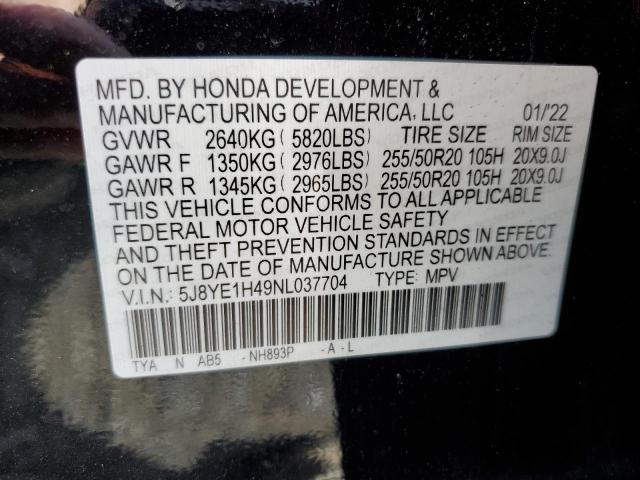 MFD. BY HONDA DEVELOPMENT &
MANUFACTURING OF AMERICA, LLC 01/'22
GVWR 2640KG (5820LBS) TIRE SIZE RIM SIZE
GAWR F 1350KG (2976LBS) 255/50R20 105H 20X9.0J
GAWR R 1345KG (2965LBS) 255/50R20 105H 20X9.0J
THIS VEHICLE CONFORMS TO ALL APPLICABLE
FEDERAL MOTOR VEHICLE SAFETY
AND THEFT PREVENTION STANDARDS IN EFFECT
ON THE DATE OF MANUFACTURE SHOWN ABOVE.
V.I.N.: 5J8YE1H49NL037704 TYPE: MPV
TYA N AB5 -NH893P -A-L